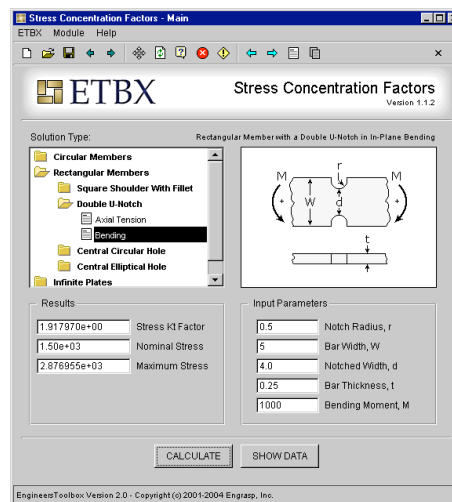 Stress Concentration Factors - Main
ETBX Module Help
ETBX
Stress Concentration Factors
Version 1.1.2
Solution Type:
Rectangular Member with a Double U-Notch in In-Plane Bending
Circular Members
Rectangular Members
Square Shoulder With Fillet
Double U-Notch
Axial Tension
Bending
Central Circular Hole
Central Elliptical Hole
Infinite Plates
r
M
M
+
W
d
+
t
Results
1.917970e+00 Stress Kt Factor
1.50e+03 Nominal Stress
2.876955e+03 Maximum Stress
Input Parameters
0.5 Notch Radius, r
5 Bar Width, W
4.0 Notched Width, d
0.25 Bar Thickness, t
1000 Bending Moment, M
CALCULATE
SHOW DATA
EngineersToolbox Version 2.0 - Copyright (c) 2001-2004 Engrasp, Inc.